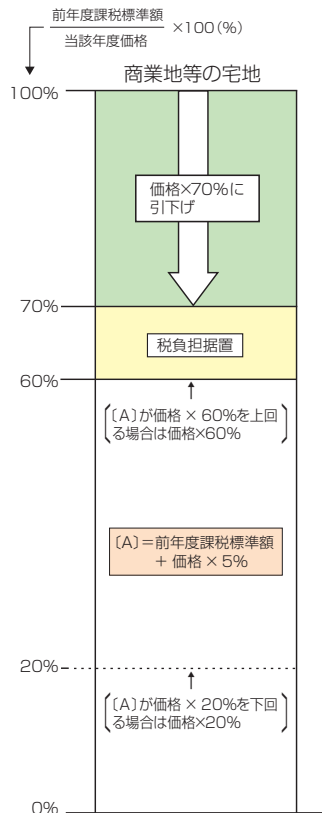 前年度課税標準額
当該年度価格
×100(%)
商業地等の宅地
100%
価格×70%に
引下げ
70%
税負担据置
60%
〔A〕が価格 × 60%を上回
る場合は価格×60%
〔A〕＝前年度課税標準額
+ 価格 × 5%
20%
〔A〕が価格 × 20%を下回
る場合は価格×20%
0%